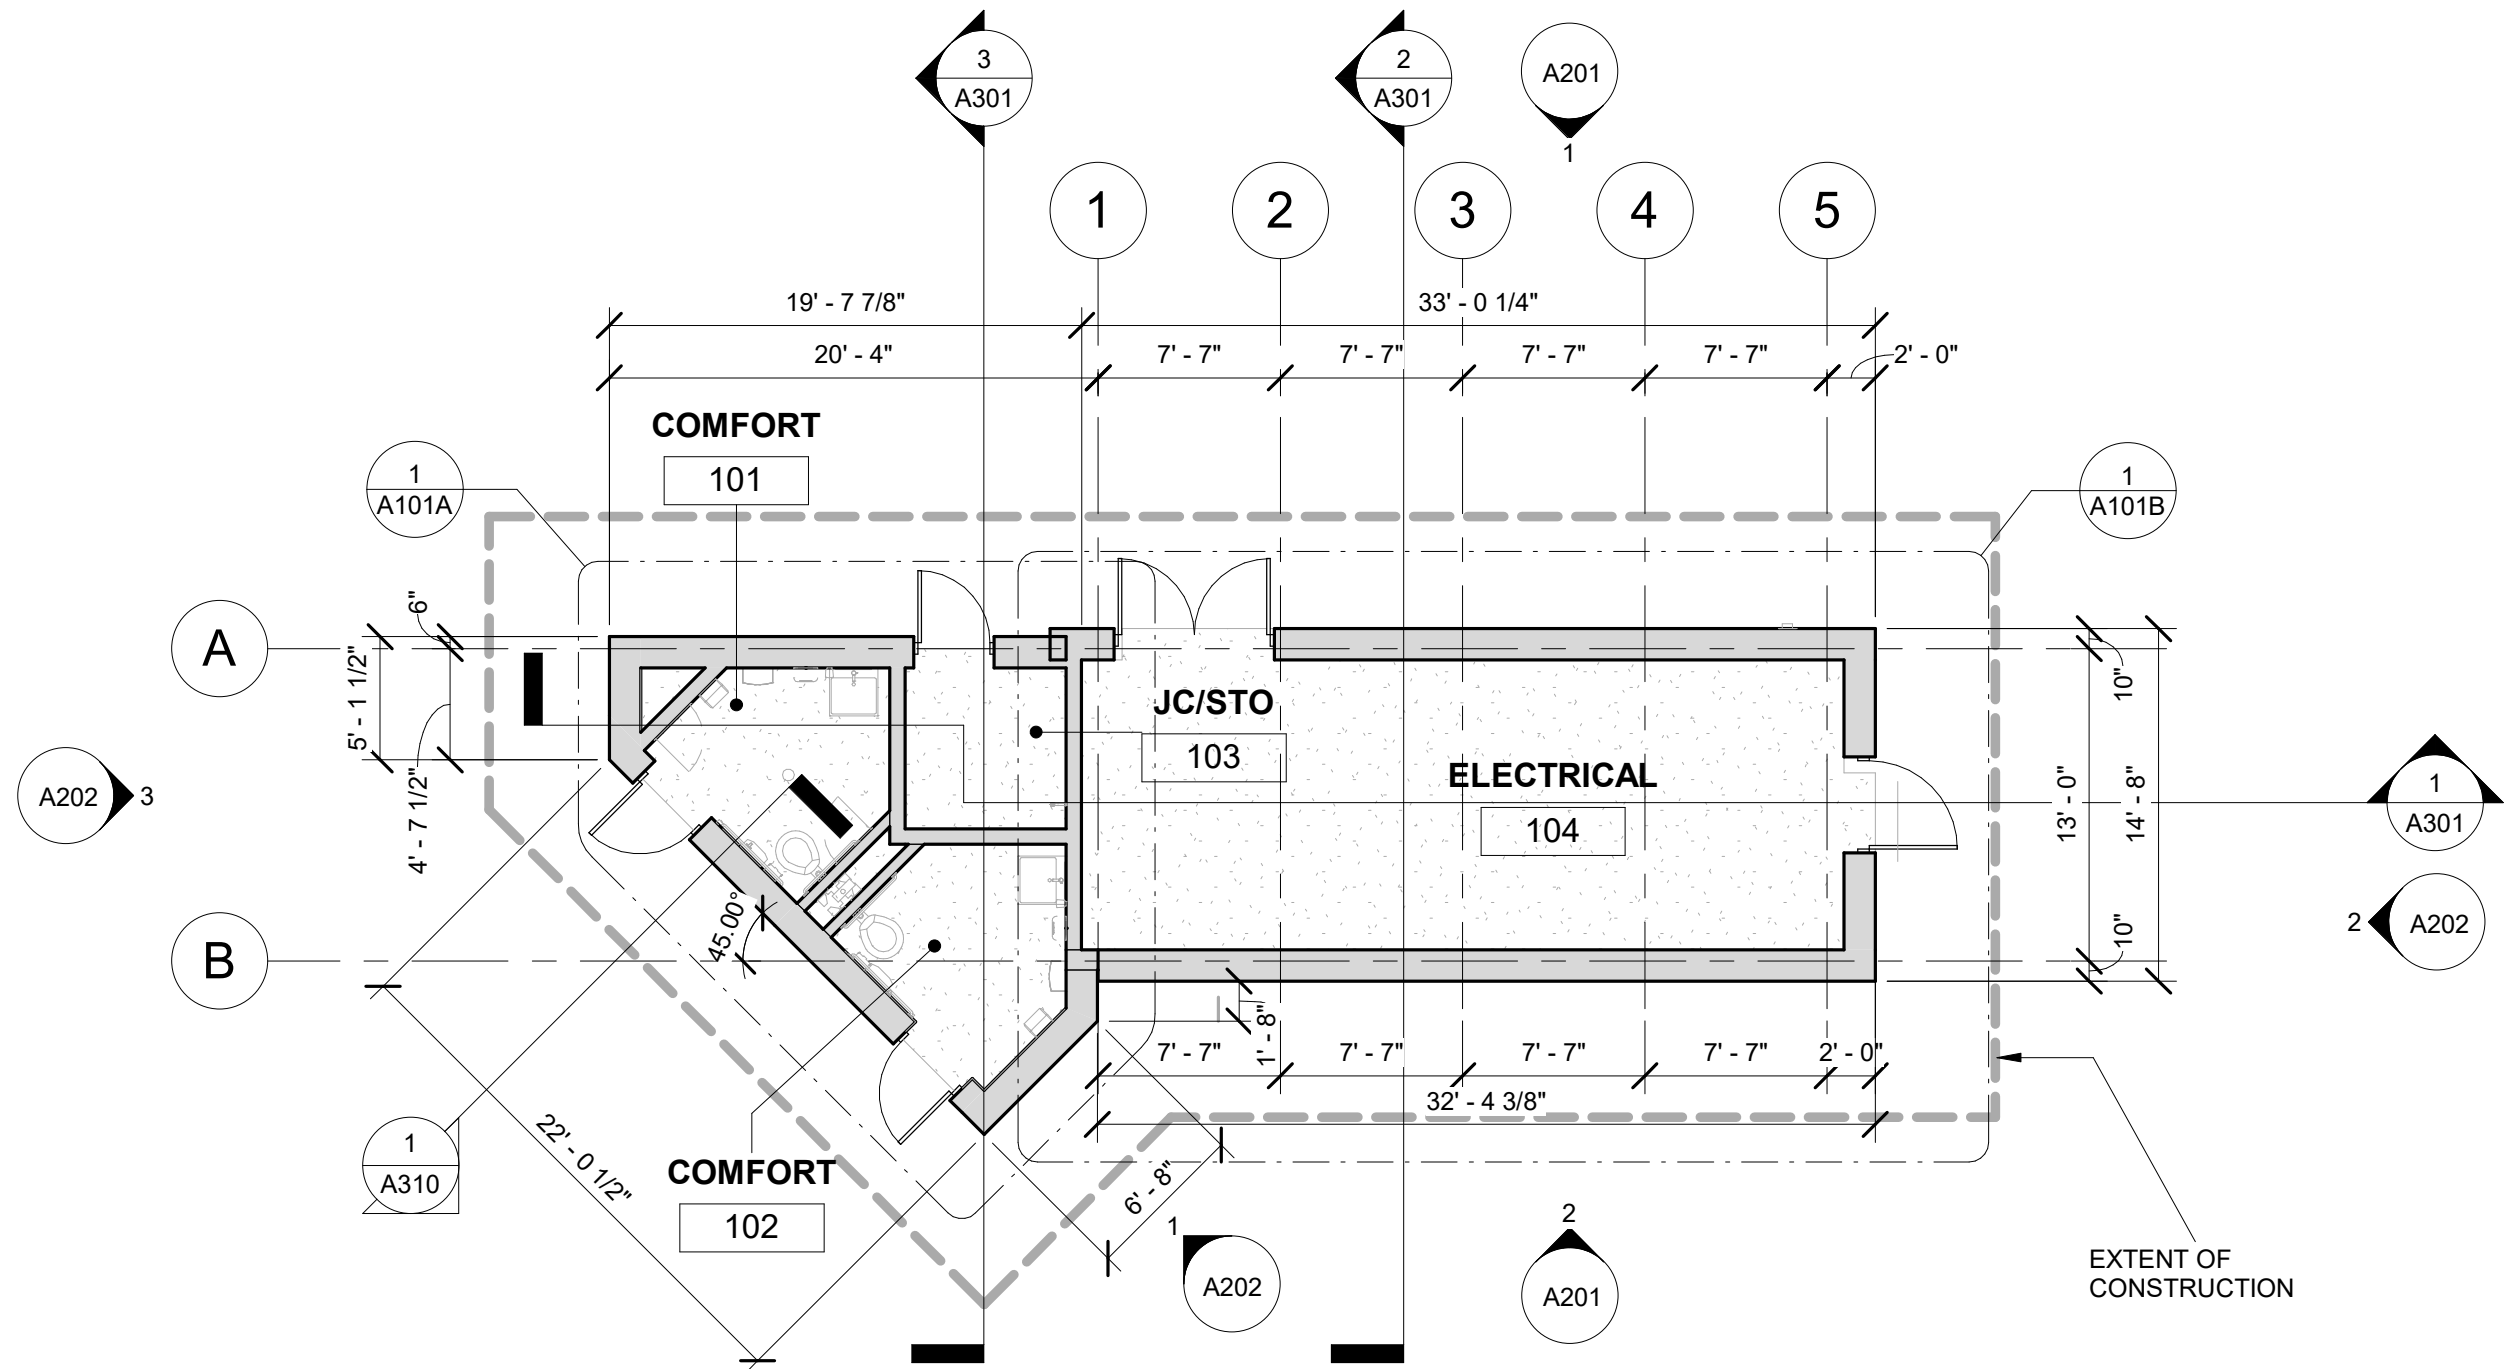 3
A301
2
A301
A201
1
1
2
3
4
5
19' - 7 7/8"
33' - 0 1/4"
20' - 4"
7' - 7"
7' - 7"
7' - 7"
7' - 7"
2' - 0"
COMFORT
101
1
A101A
1
A101B
A
6"
5' - 1 1/2"
4' - 7 1/2"
10"
JC/STO
103
ELECTRICAL
104
A202
3
13' - 0"
14' - 8"
1
A301
2
A202
B
45.00°
10"
1' - 8"
7' - 7"
7' - 7"
7' - 7"
7' - 7"
2' - 0"
32' - 4 3/8"
1
A310
22' - 0 1/2"
COMFORT
102
6' - 8"
1
A202
2
A201
EXTENT OF
CONSTRUCTION